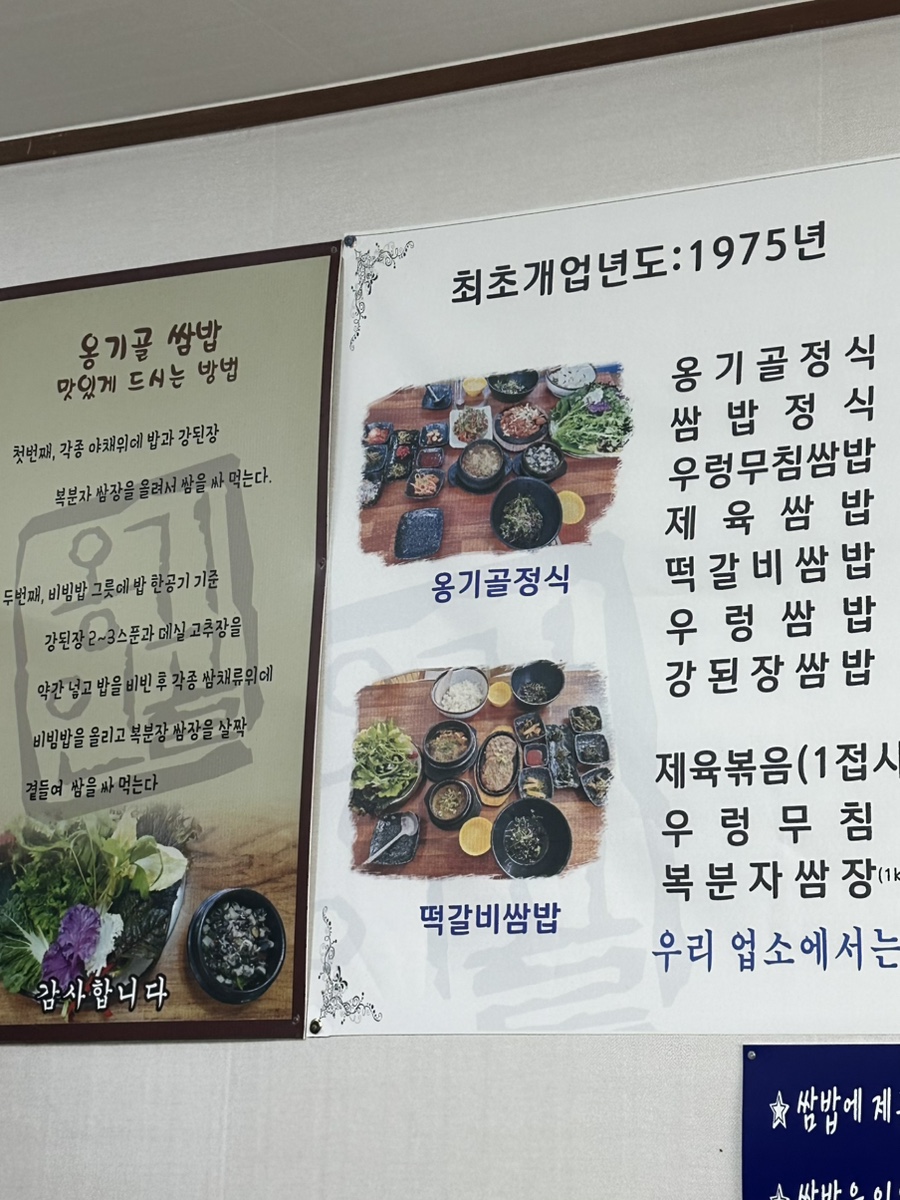 옹기골 쌈밥
맛있게 드시는 방법
첫번째, 각종 야채위에 밥과 강된장
복분자 쌈장을 올려서 쌈을 싸 먹는다.
두번째, 비빔밥 그릇에 밥 한공기 기준
강된장 2~3스푼과 매실 고추장을
약간 넣고 밥을 비빈 후 각종 쌈채류위에
비빔밥을 올리고 복분장 쌈장을 살짝
곁들여 쌈을 싸 먹는다
감사합니다
최초개업년도:1975년
옹기골정식
떡갈비쌈밥
옹기골정식
쌈밥정식
우렁무침쌈밥
제육쌈밥
떡갈비쌈밥
우렁쌈밥
강된장쌈밥
제육볶음(1접시
우렁무침
복분자쌈장(1k
우리 업소에서는
☆쌈밥에 제